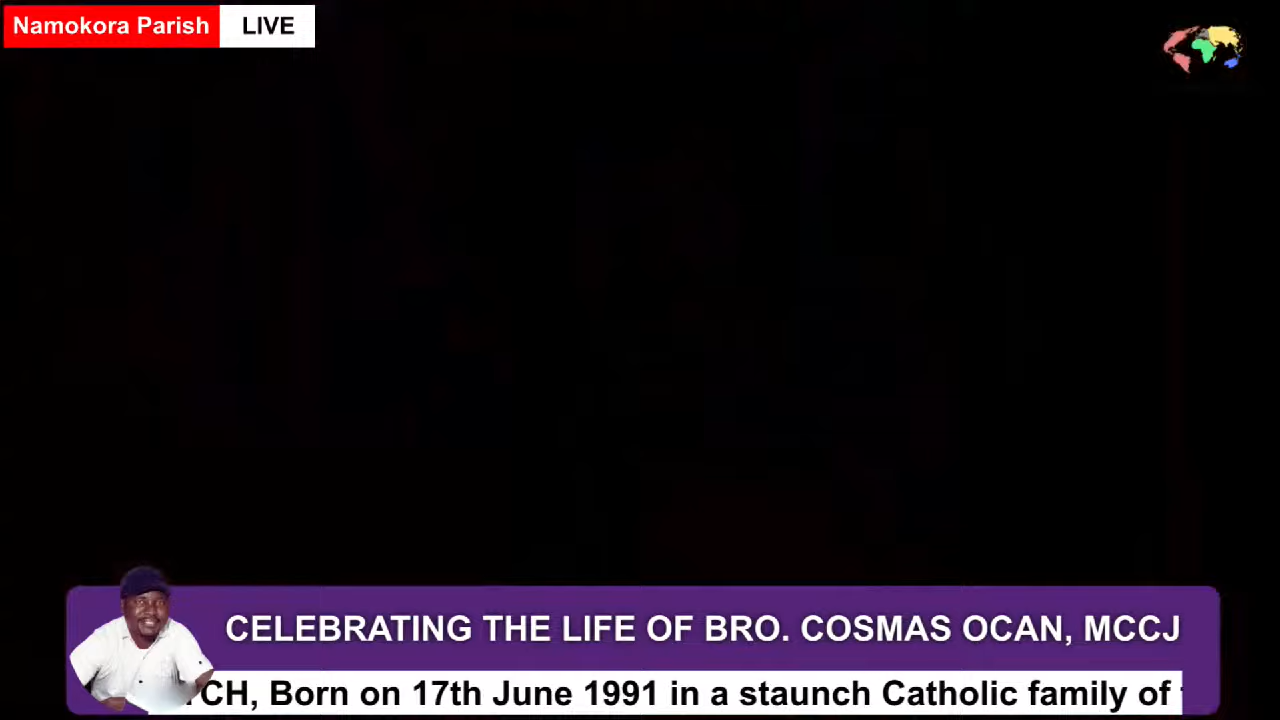 Namokora Parish LIVE
CELEBRATING THE LIFE OF BRO. COSMAS OCAN, MCCJ
CH, Born on 17th June 1991 in a staunch Catholic family of